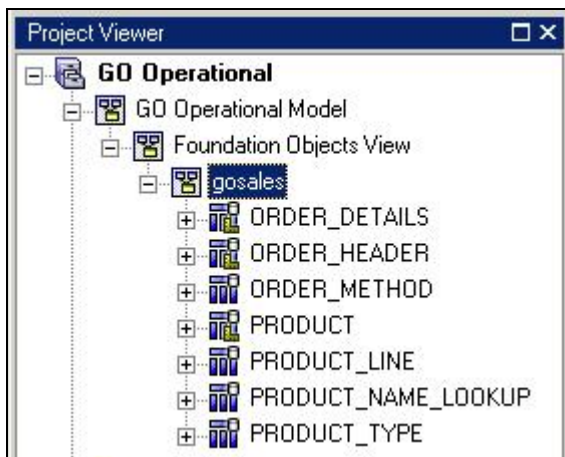 Project Viewer
GO Operational
GO Operational Model
Foundation Objects View
gosales
ORDER_DETAILS
ORDER_HEADER
ORDER_METHOD
PRODUCT
PRODUCT_LINE
PRODUCT_NAME_LOOKUP
PRODUCT_TYPE